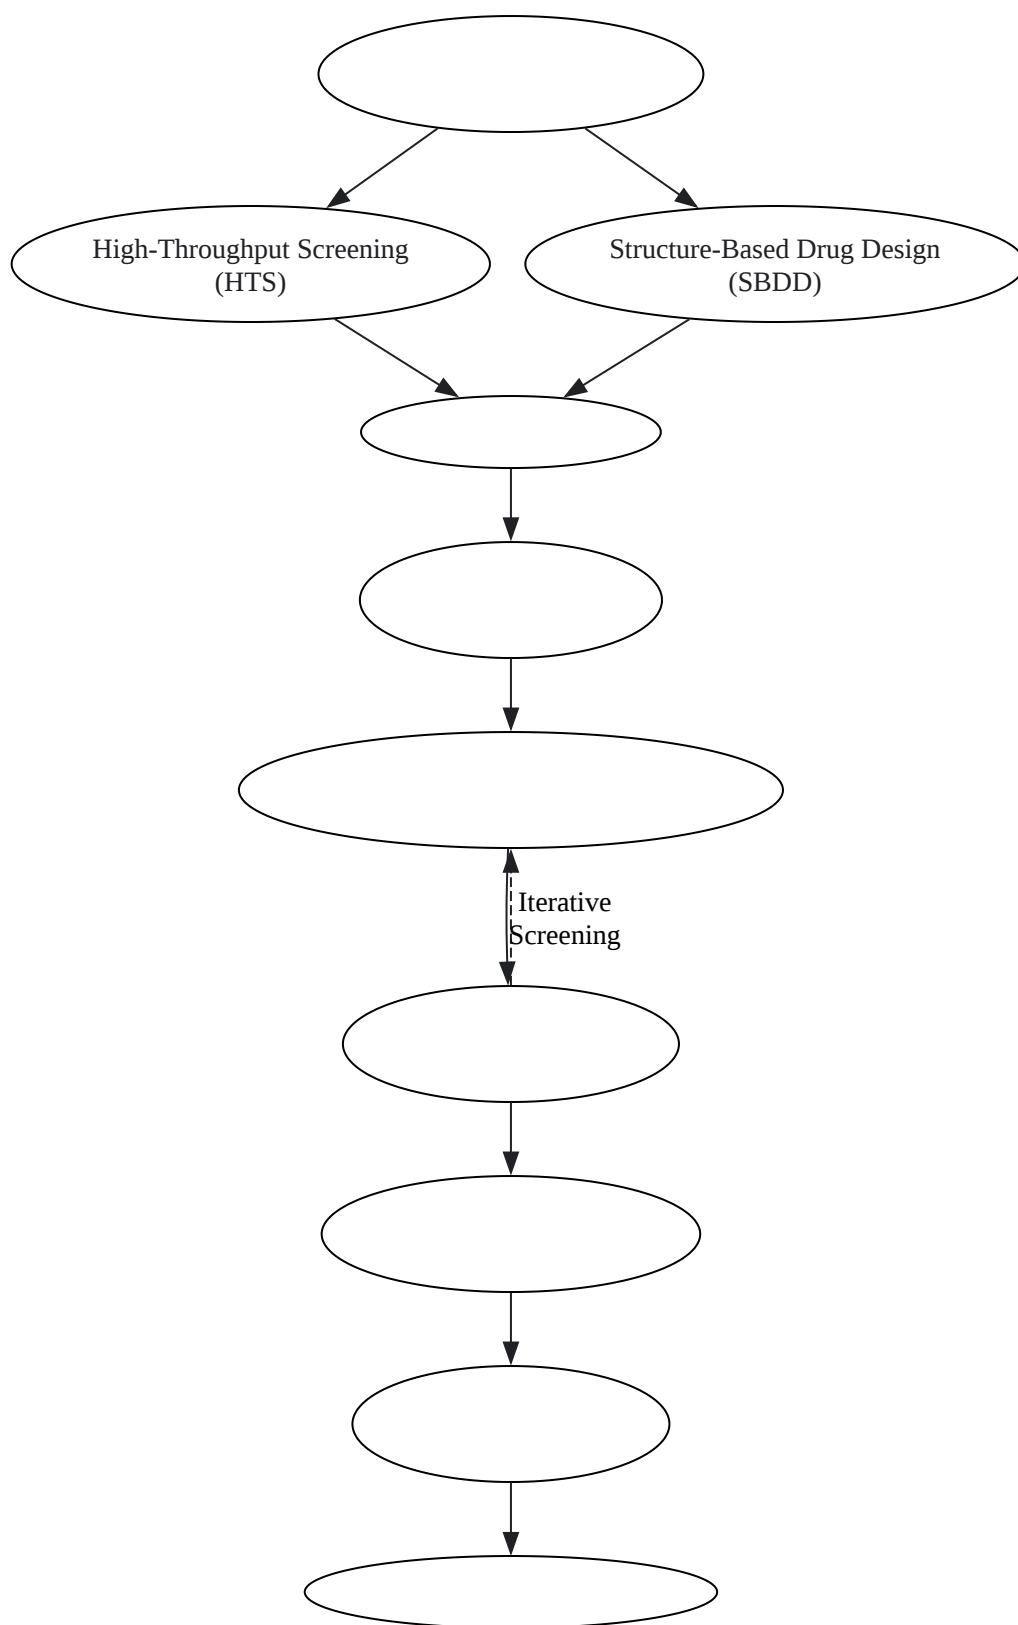 High-Throughput Screening
(HTS)
Structure-Based Drug Design
(SBDD)
Iterative
Screening